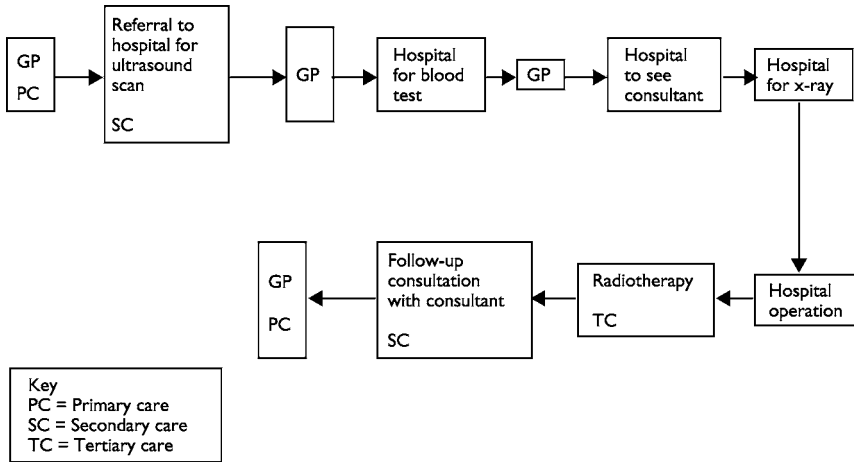 GP
PC
Referral to
hospital for
ultrasound
scan
SC
GP
Hospital
for blood
test
GP
Hospital
to see
consultant
Hospital
for x-ray
GP
PC
Follow-up
consultation
with consultant
SC
Radiotherapy
TC
Hospital
operation
Key
PC = Primary care
SC = Secondary care
TC = Tertiary care